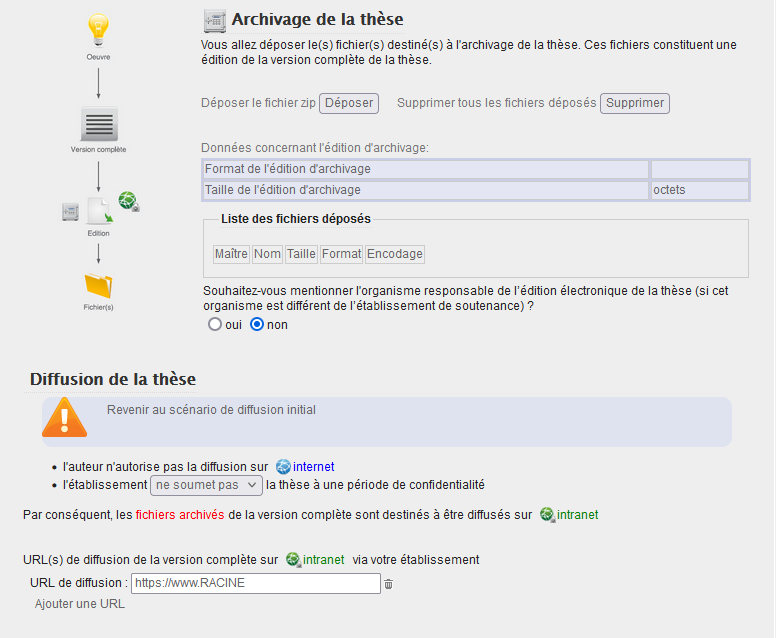 Archivage de la thèse
Vous allez déposer le(s) fichier(s) destiné(s) à l'archivage de la thèse. Ces fichiers constituent une
édition de la version complète de la thèse.
Oeuvre
Déposer le fichier zip Déposer Supprimer tous les fichiers déposés Supprimer
Version complète
Données concernant l'édition d'archivage:
Format de l'édition d'archivage
Taille de l'édition d'archivage octets
Liste des fichiers déposés
Edition
Maître Nom Taille Format Encodage
Fichier(s)
Souhaitez-vous mentionner l'organisme responsable de l'édition électronique de la thèse (si cet
organisme est différent de l'établissement de soutenance) ?
oui non
Diffusion de la thèse
Revenir au scénario de diffusion initial
• l'auteur n'autorise pas la diffusion sur internet
• l'établissement ne soumet pas la thèse à une période de confidentialité
Par conséquent, les fichiers archivés de la version complète sont destinés à être diffusés sur intranet
URL(s) de diffusion de la version complète sur intranet via votre établissement
URL de diffusion : https://www.RACINE
Ajouter une URL